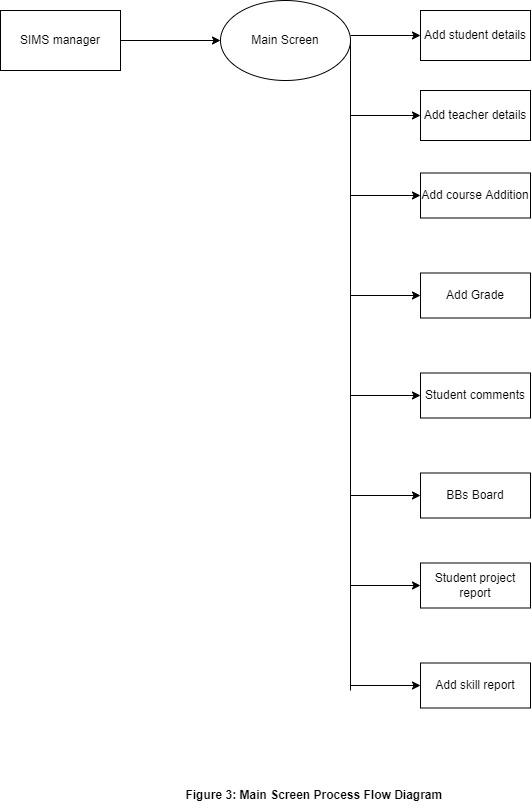 SIMS manager
Main Screen
Add student details
Add teacher details
Add course Addition
Add Grade
Student comments
BBs Board
Student project
report
Add skill report
Figure 3: Main Screen Process Flow Diagram